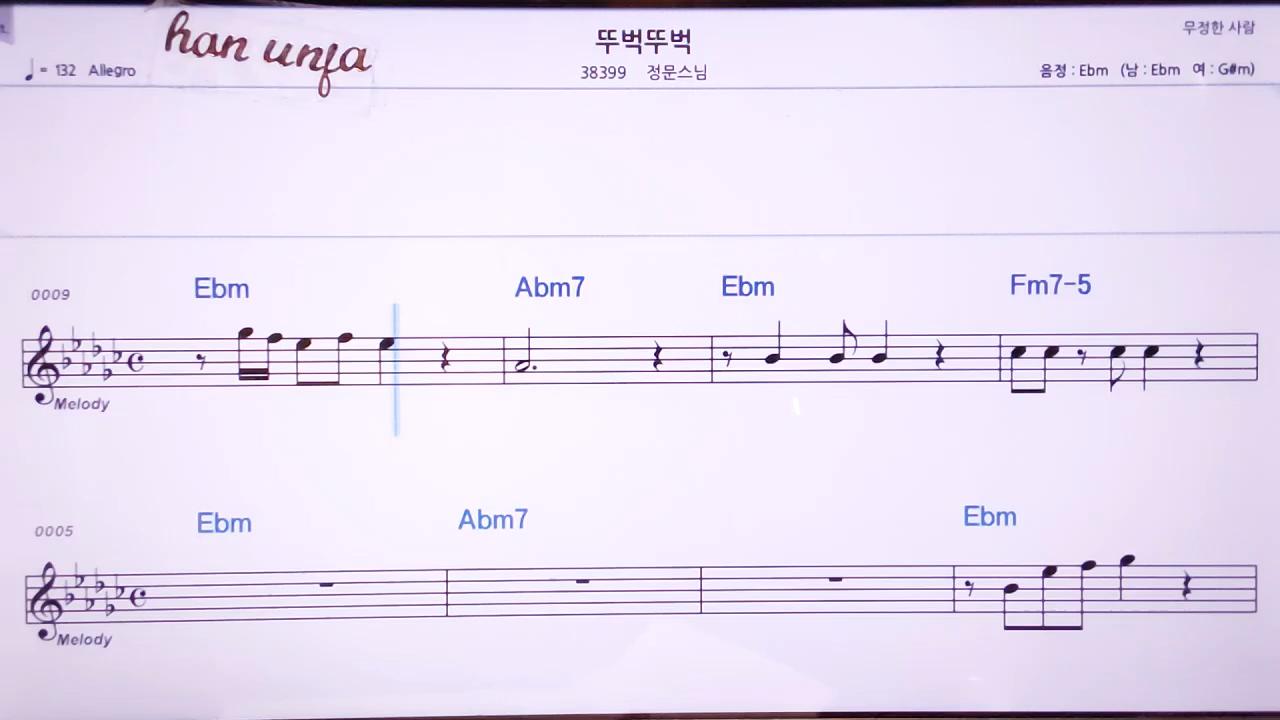 han unja
뚜벅뚜벅
무정한 사람
♩ = 132 Allegro
38399 정문스님
음정 : Ebm (남 : Ebm 여 : G#m)
0009 Ebm Abm7 Ebm Fm7-5
Melody
0005 Ebm Abm7 Ebm
Melody